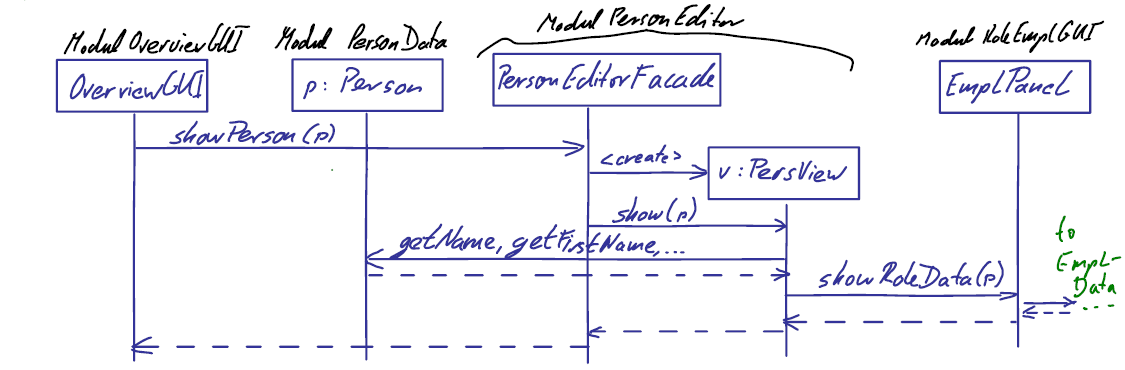 Modul PersonEditor
Modul OverviewGUI
Modul PersonData
Modul RoleEmplGUI
OverviewGUI
p: Person
PersonEditorFacade
EmplPanel
showPerson(p)
<create>
v: PersView
show(p)
getName, getFirstName,...
showRoleData(p)
to
Empl-
Data
....